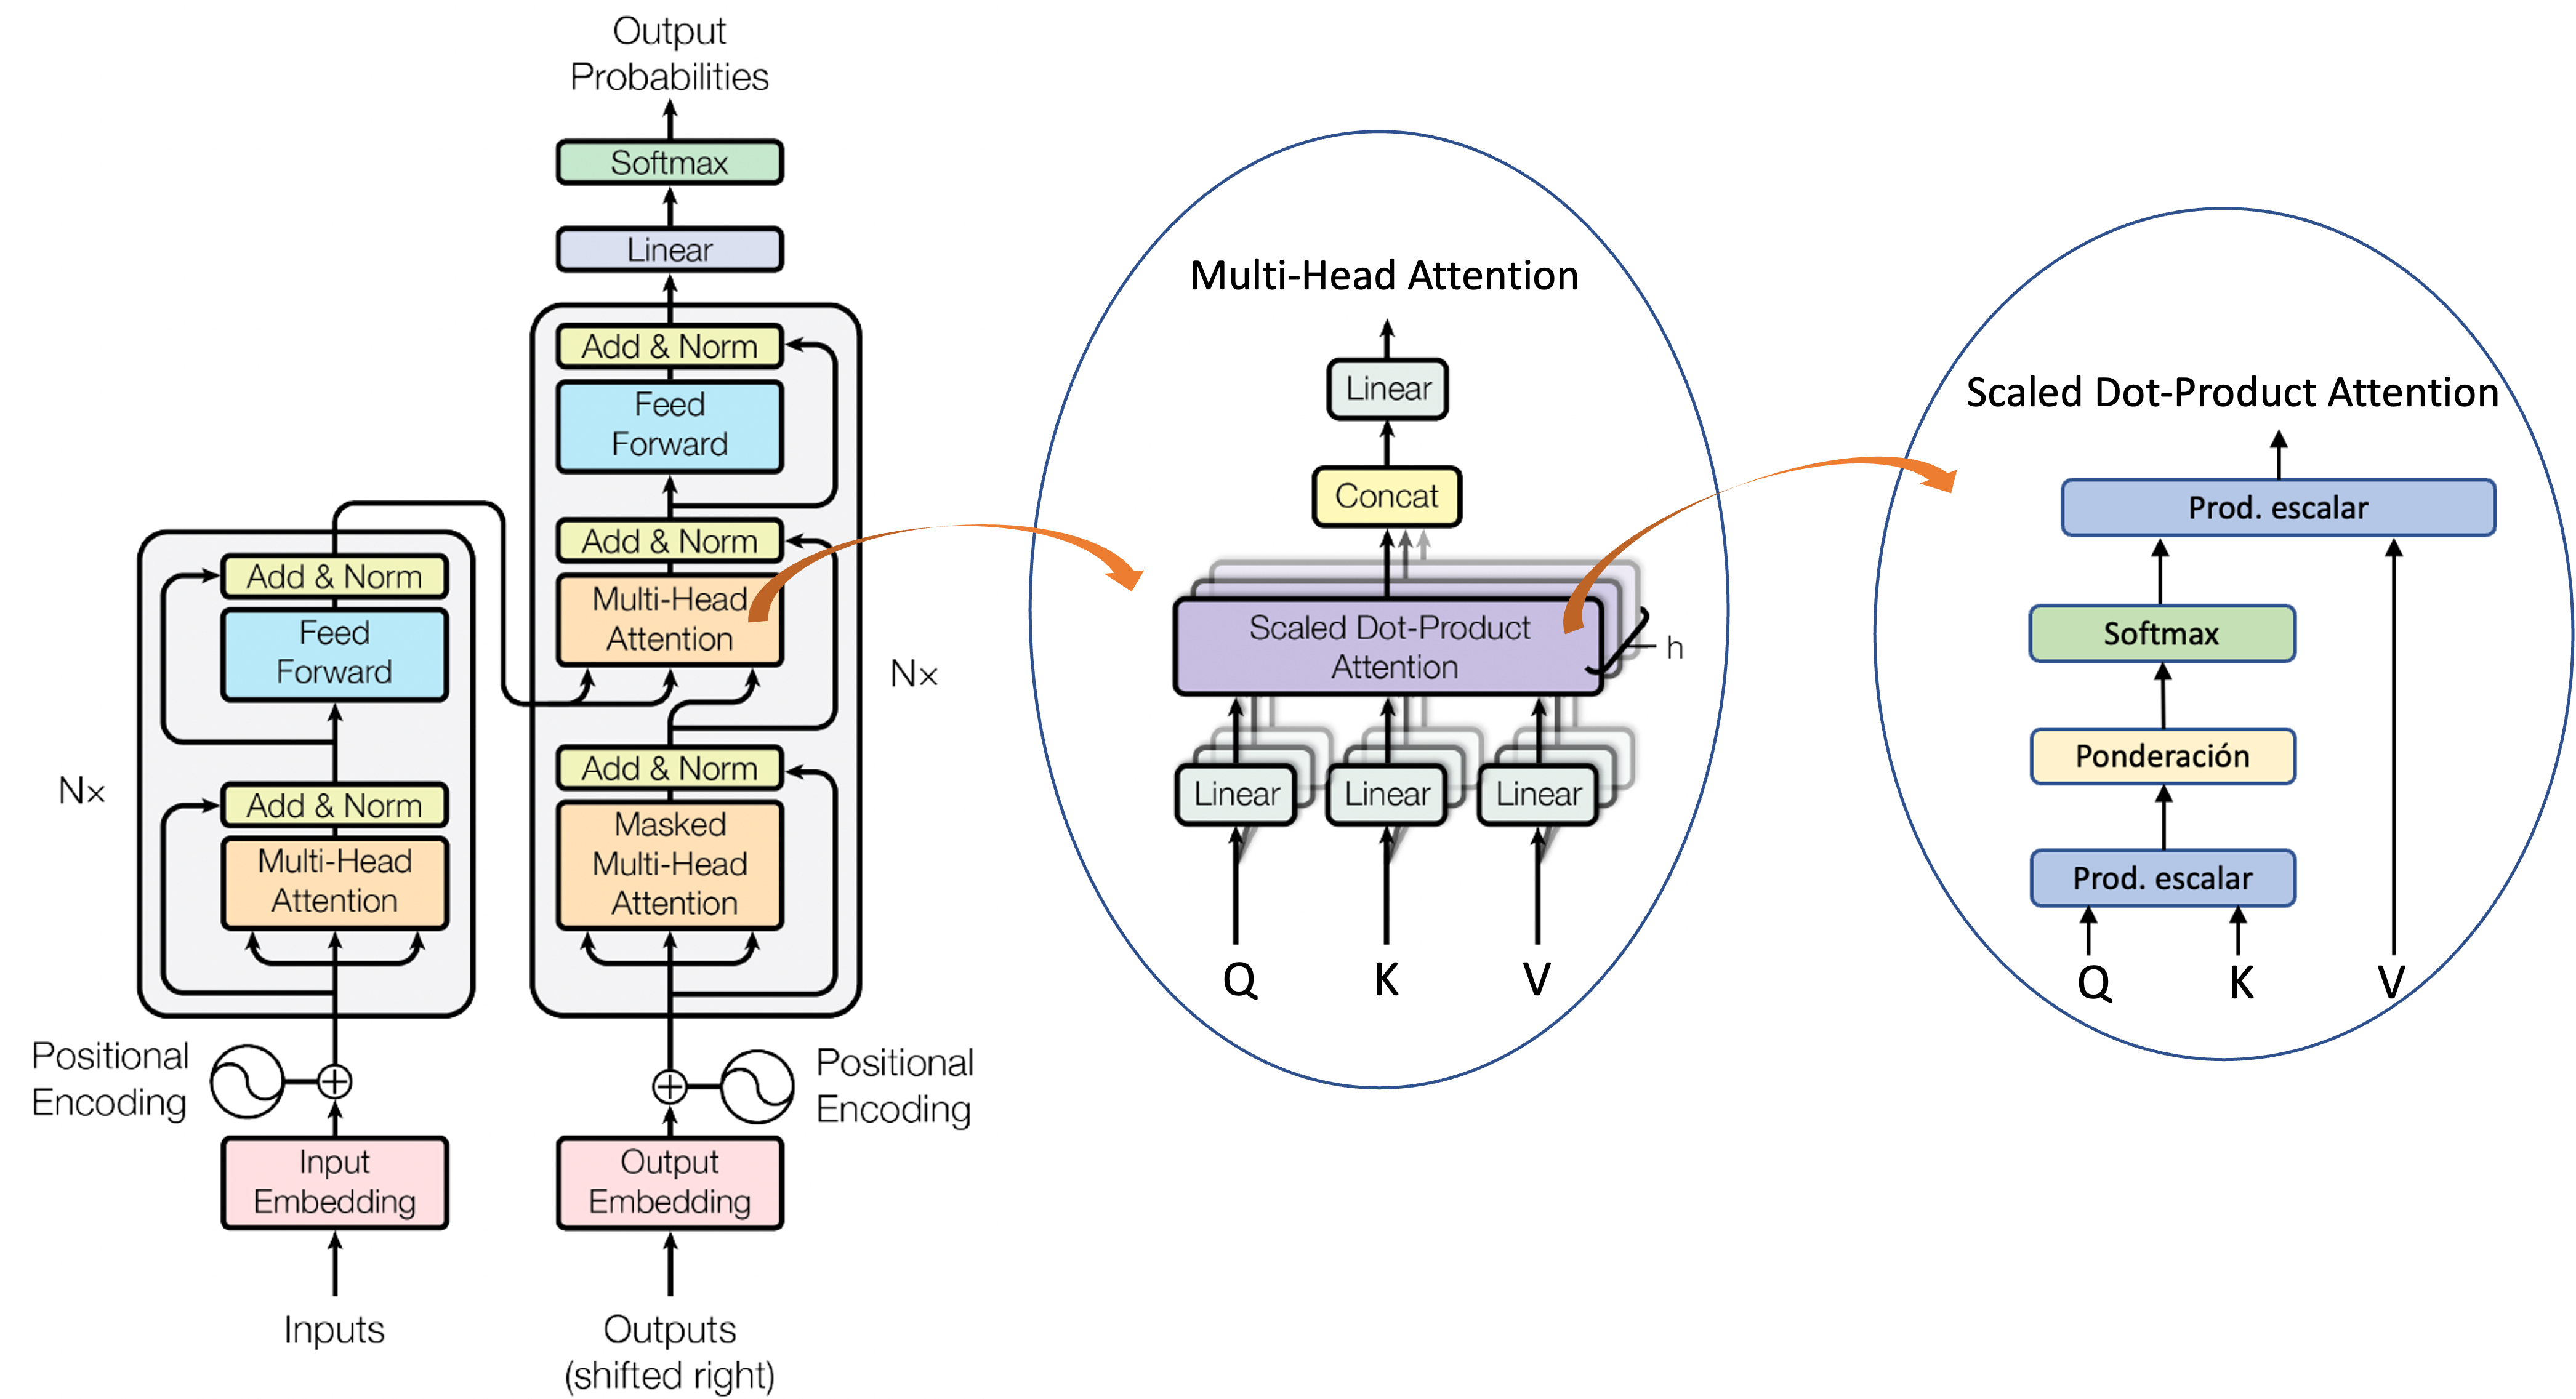 Output
Probabilities
Softmax
Linear
Add & Norm
Feed
Forward
Add & Norm
Multi-Head
Attention
Add & Norm
Masked
Multi-Head
Attention
Nx
Add & Norm
Feed
Forward
Add & Norm
Multi-Head
Attention
Nx
Positional
Encoding
Positional
Encoding
Input
Embedding
Output
Embedding
Inputs
Outputs
(shifted right)
Multi-Head Attention
Linear
Concat
Scaled Dot-Product
Attention
h
Linear Linear Linear
Q K V
Scaled Dot-Product Attention
Prod. escalar
Softmax
Ponderación
Prod. escalar
Q K V